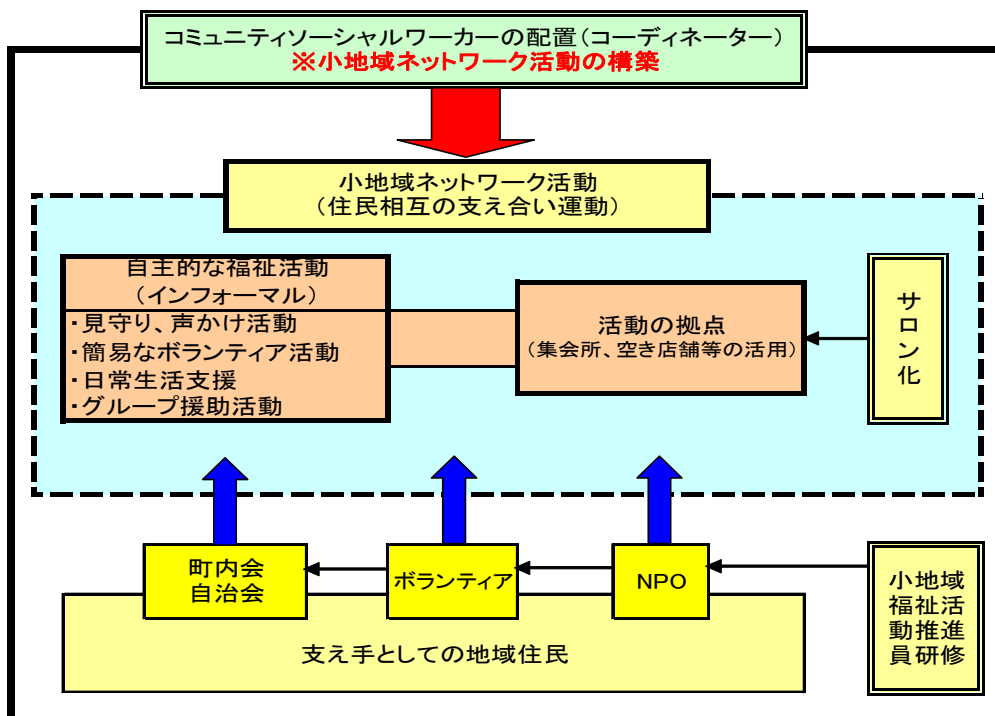 コミュニティソーシャルワーカーの配置(コーディネーター)
※小地域ネットワーク活動の構築
小地域ネットワーク活動
(住民相互の支え合い運動)
自主的な福祉活動
(インフォーマル)
・見守り、声かけ活動
・簡易なボランティア活動
・日常生活支援
・グループ援助活動
活動の拠点
(集会所、空き店舗等の活用)
サロン化
町内会
自治会
ボランティア
NPO
小地域
福祉活
動推進
員研修
支え手としての地域住民